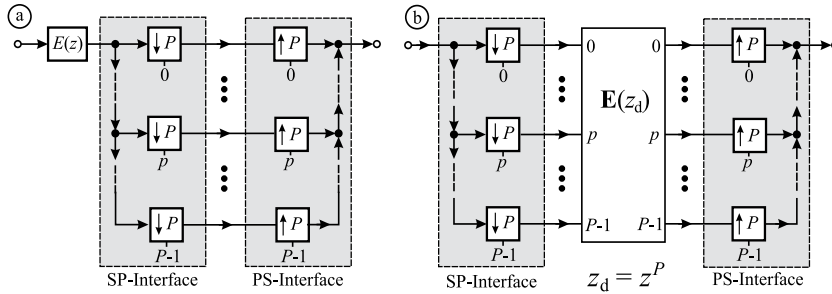 a
E(z)
↓P
0
↑P
0
↓P
p
↑P
p
↓P
P-1
↑P
P-1
SP-Interface
PS-Interface
b
↓P
0
0
0
↑P
0
E(z_d)
↓P
p
p
p
↑P
p
↓P
P-1
P-1
P-1
↑P
P-1
SP-Interface
z_d = z^P
PS-Interface